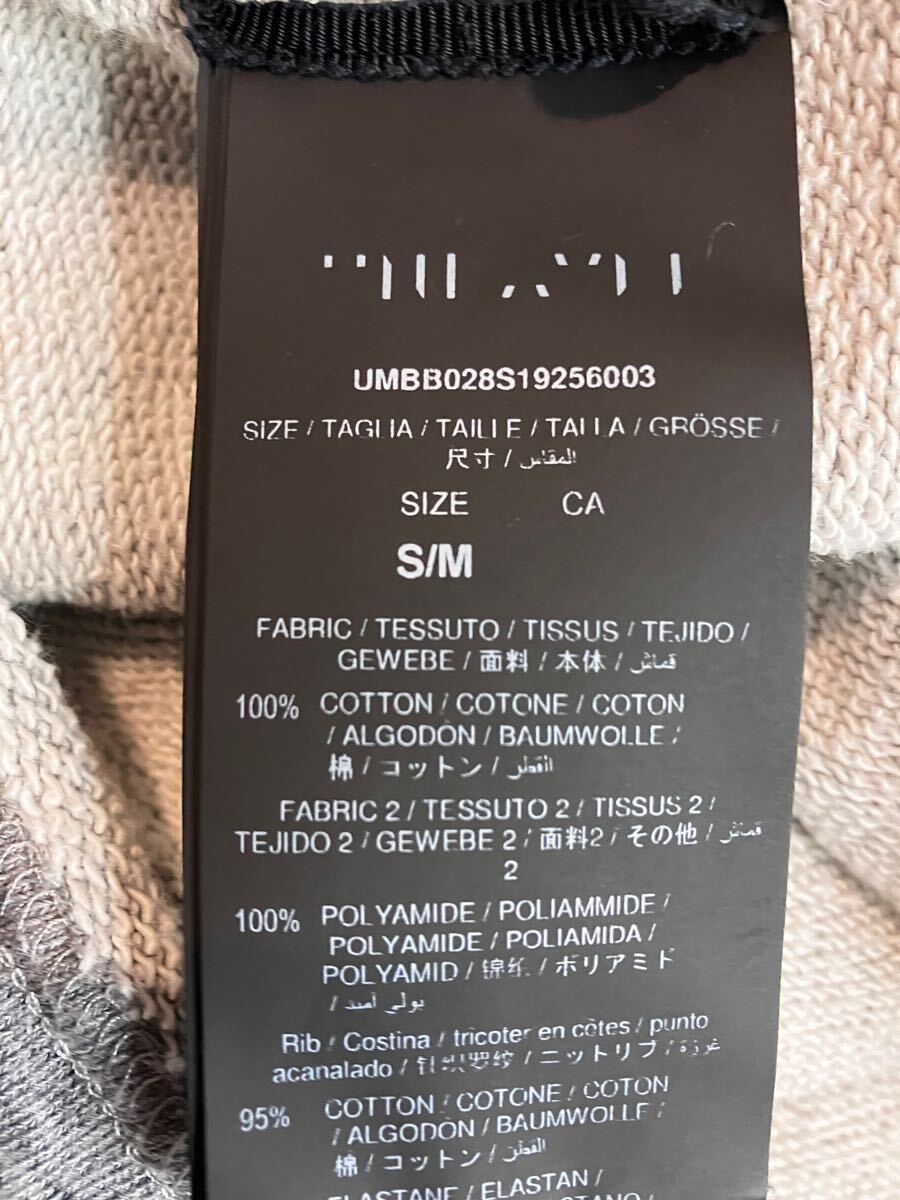 UMBB028S19256003
SIZE / TAGLIA / TAILLE / TALLA / GRÖSSE /
尺寸 / المقاس
SIZE CA
S/M
FABRIC / TESSUTO / TISSUS / TEJIDO /
GEWEBE / 面料 / 本体 / قماش
100% COTTON / COTONE / COTON
/ ALGODÒN / BAUMWOLLE /
棉 / コットン / القطن
FABRIC 2 / TESSUTO 2 / TISSUS 2 /
TEJIDO 2 / GEWEBE 2 / 面料2 / その他 / قماش
2
100% POLYAMIDE / POLIAMMIDE /
POLYAMIDE / POLIAMIDA /
POLYAMID / 锦纶 / ポリアミド
/ بولي أميد
Rib / Costina / tricoter en côtes / punto
acanalado / 针织罗纹 / ニットリブ / غرزة
95% COTTON / COTONE / COTON
/ ALGODÒN / BAUMWOLLE /
棉 / コットン / القطن
ELASTANE / ELASTAN /